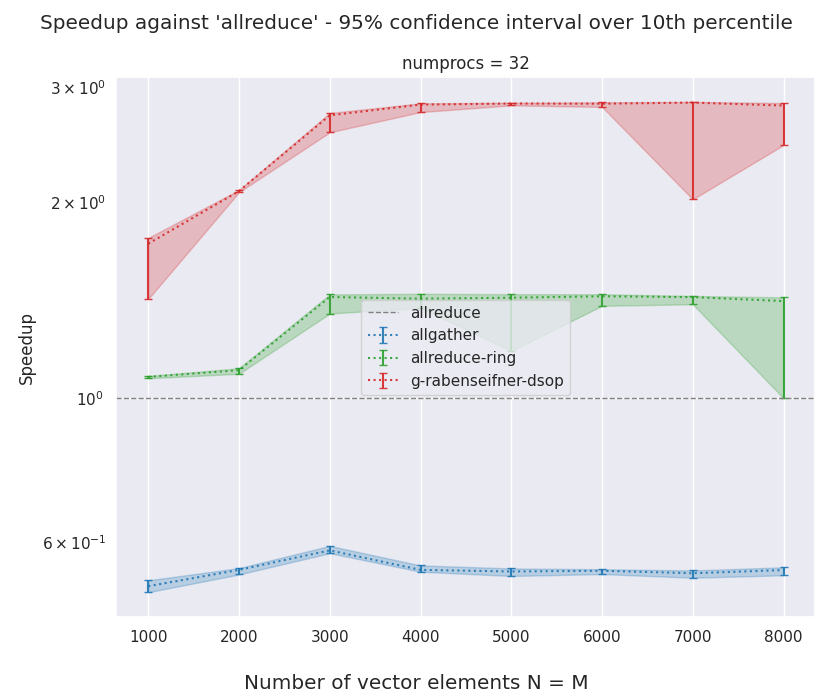 Speedup against 'allreduce' - 95% confidence interval over 10th percentile
numprocs = 32
3 × 10⁰
2 × 10⁰
10⁰
6 × 10⁻¹
Speedup
allreduce
allgather
allreduce-ring
g-rabenseifner-dsop
1000 2000 3000 4000 5000 6000 7000 8000
Number of vector elements N = M